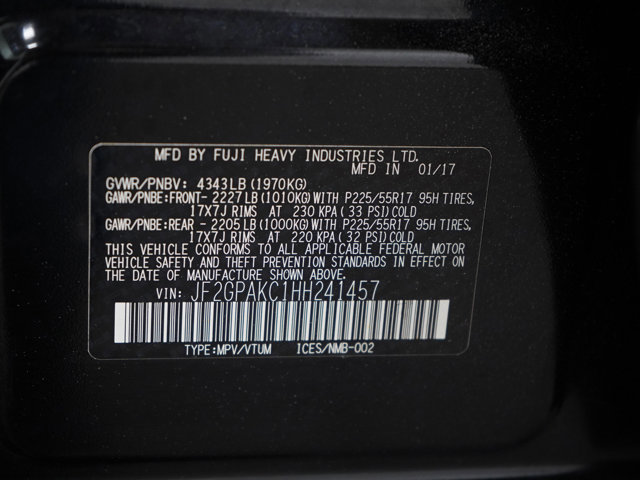 MFD BY FUJI HEAVY INDUSTRIES LTD.
MFD IN 01/17
GVWR/PNBV: 4343LB (1970KG)
GAWR/PNBE:FRONT- 2227LB (1010KG) WITH P225/55R17 95H TIRES,
17X7J RIMS AT 230 KPA (33 PSI) COLD
GAWR/PNBE:REAR - 2205LB (1000KG) WITH P225/55R17 95H TIRES,
17X7J RIMS AT 220 KPA (32 PSI) COLD
THIS VEHICLE CONFORMS TO ALL APPLICABLE FEDERAL MOTOR
VEHICLE SAFETY AND THEFT PREVENTION STANDARDS IN EFFECT ON
THE DATE OF MANUFACTURE SHOWN ABOVE.
VIN: JF2GPAKC1HH241457
TYPE:MPV/VTUM ICES/NMB-002